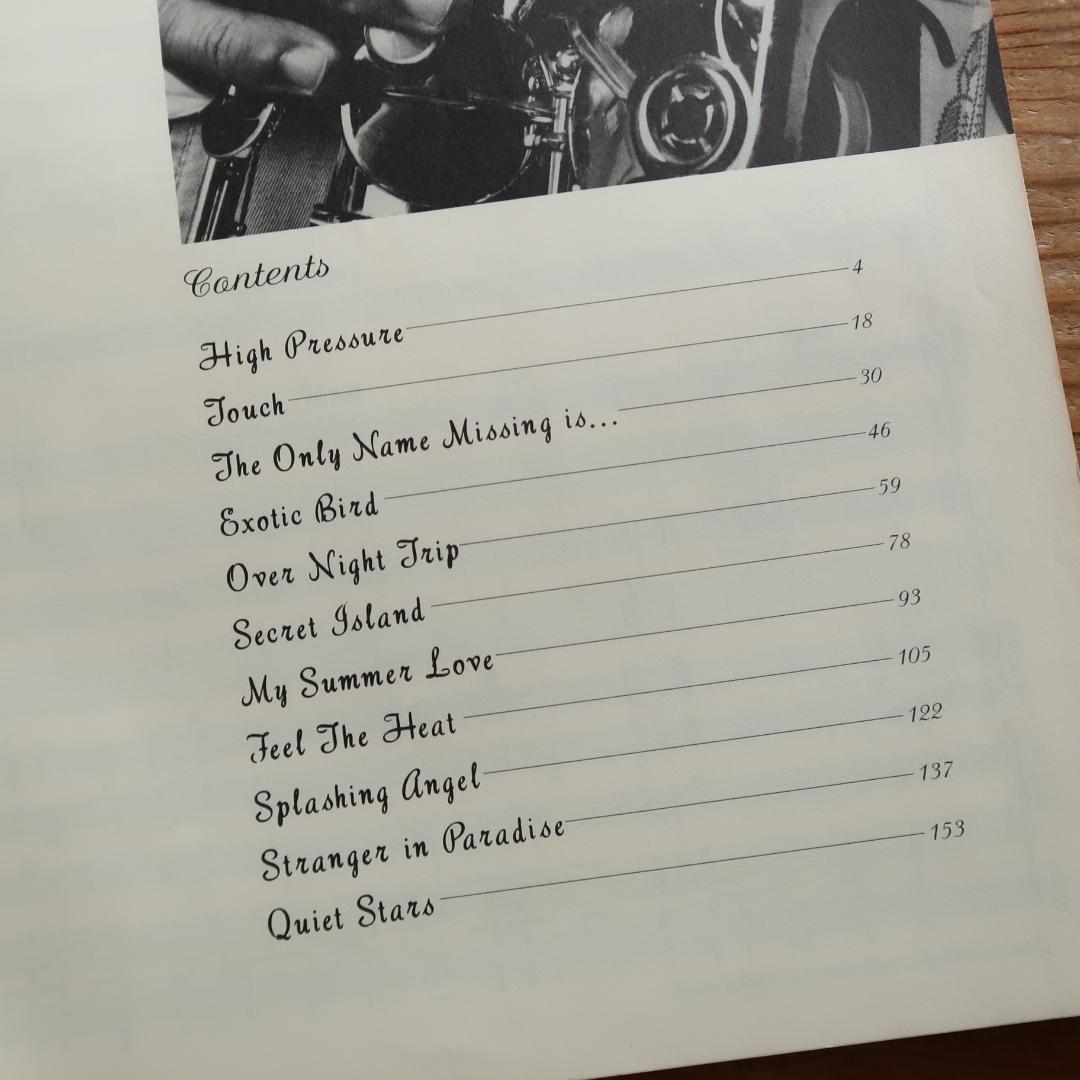 Contents
High Pressure 4
Touch 18
The Only Name Missing is... 30
Exotic Bird 46
Over Night Trip 59
Secret Island 78
My Summer Love 93
Feel The Heat 105
Splashing Angel 122
Stranger in Paradise 137
Quiet Stars 153